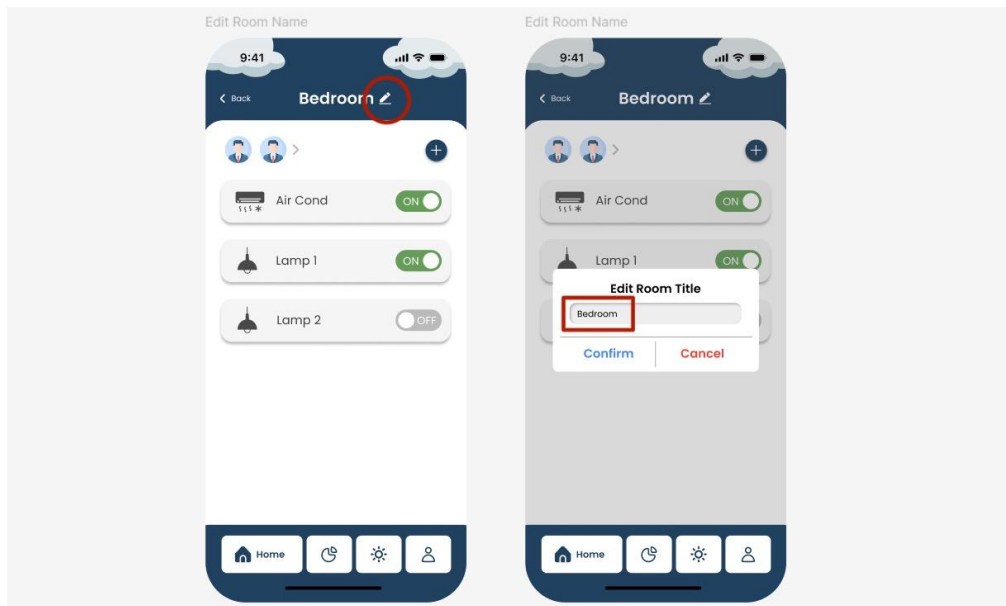 Edit Room Name
9:41
Back
Bedroom
Air Cond
ON
Lamp 1
ON
Lamp 2
OFF
Home
Edit Room Name
9:41
Back
Bedroom
Air Cond
ON
Lamp 1
ON
Edit Room Title
Bedroom
Confirm
Cancel
Home